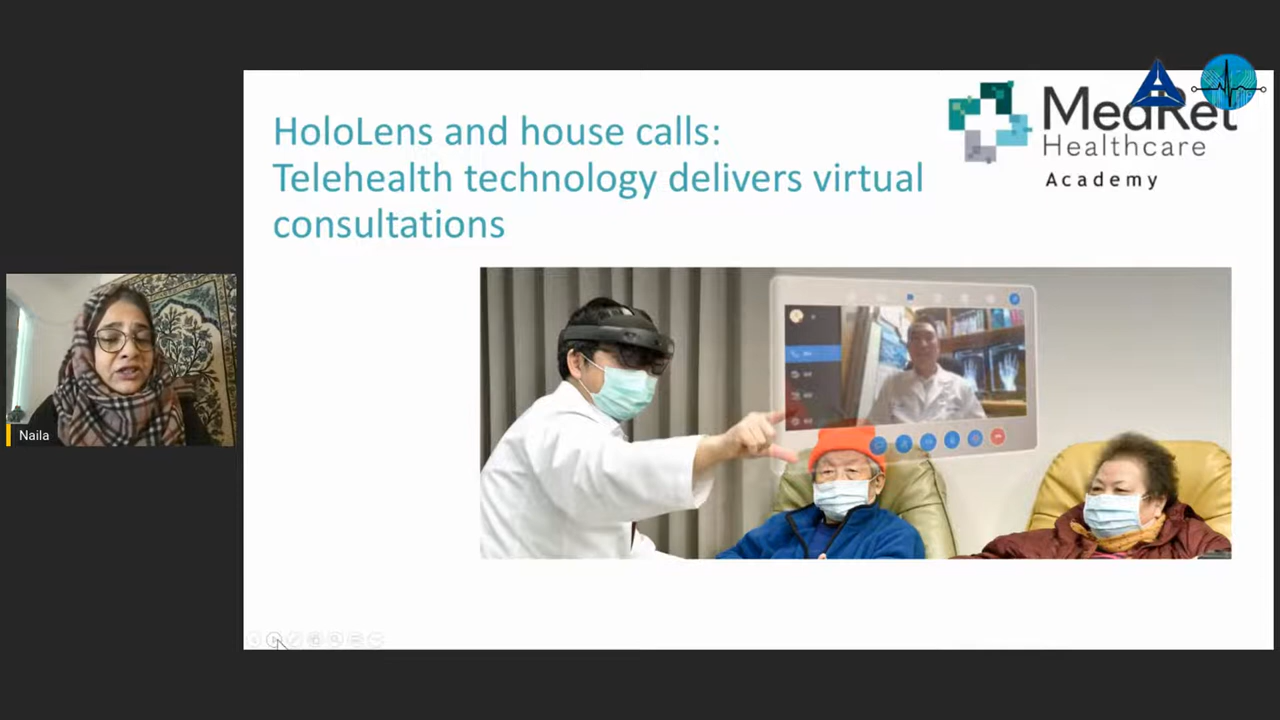 HoloLens and house calls:
Telehealth technology delivers virtual
consultations
MedRet
Healthcare
Academy
Naila